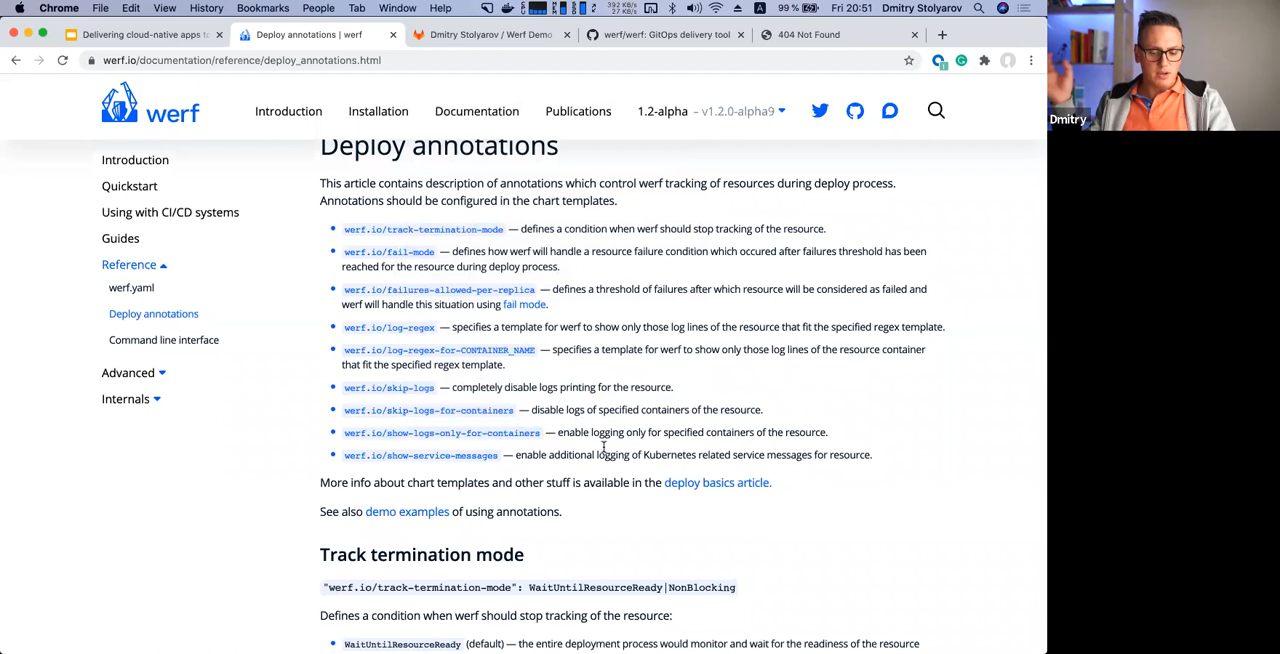 Chrome File Edit View History Bookmarks People Tab Window Help 392 KB/s 27 KB/s A 99 % Fri 20:51 Dmitry Stolyarov
Delivering cloud-native apps to Deploy annotations | werf Dmitry Stolyarov / Werf Demo werf/werf: GitOps delivery tool 404 Not Found
werf.io/documentation/reference/deploy_annotations.html
Dmitry
werf Introduction Installation Documentation Publications 1.2-alpha – v1.2.0-alpha9
Introduction
Quickstart
Using with CI/CD systems
Guides
Reference
werf.yaml
Deploy annotations
Command line interface
Advanced
Internals
Deploy annotations
This article contains description of annotations which control werf tracking of resources during deploy process.
Annotations should be configured in the chart templates.
werf.io/track-termination-mode — defines a condition when werf should stop tracking of the resource.
werf.io/fail-mode — defines how werf will handle a resource failure condition which occured after failures threshold has been
reached for the resource during deploy process.
werf.io/failures-allowed-per-replica — defines a threshold of failures after which resource will be considered as failed and
werf will handle this situation using fail mode.
werf.io/log-regex — specifies a template for werf to show only those log lines of the resource that fit the specified regex template.
werf.io/log-regex-for-CONTAINER_NAME — specifies a template for werf to show only those log lines of the resource container
that fit the specified regex template.
werf.io/skip-logs — completely disable logs printing for the resource.
werf.io/skip-logs-for-containers — disable logs of specified containers of the resource.
werf.io/show-logs-only-for-containers — enable logging only for specified containers of the resource.
werf.io/show-service-messages — enable additional logging of Kubernetes related service messages for resource.
More info about chart templates and other stuff is available in the deploy basics article.
See also demo examples of using annotations.
Track termination mode
"werf.io/track-termination-mode": WaitUntilResourceReady|NonBlocking
Defines a condition when werf should stop tracking of the resource:
WaitUntilResourceReady (default) — the entire deployment process would monitor and wait for the readiness of the resource